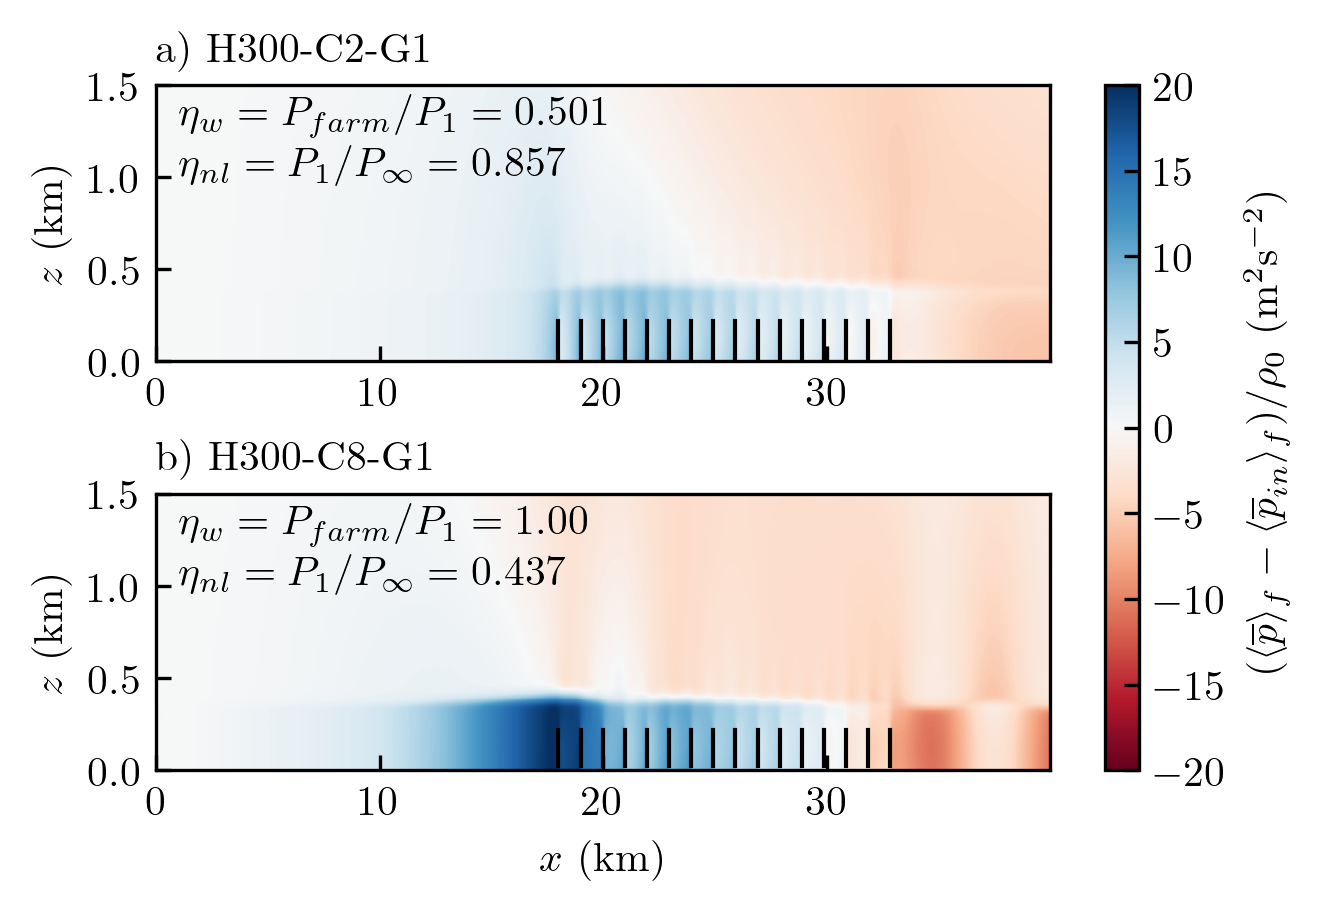 a) H300-C2-G1
1.5
1.0
0.5
0.0
z (km)
η_w = P_farm/P_1 = 0.501
η_nl = P_1/P_∞ = 0.857
0 10 20 30
b) H300-C8-G1
1.5
1.0
0.5
0.0
z (km)
η_w = P_farm/P_1 = 1.00
η_nl = P_1/P_∞ = 0.437
0 10 20 30
x (km)
20
15
10
5
0
−5
−10
−15
−20
(⟨p̅⟩_f − ⟨p̅_in⟩_f)/ρ_0 (m²s⁻²)